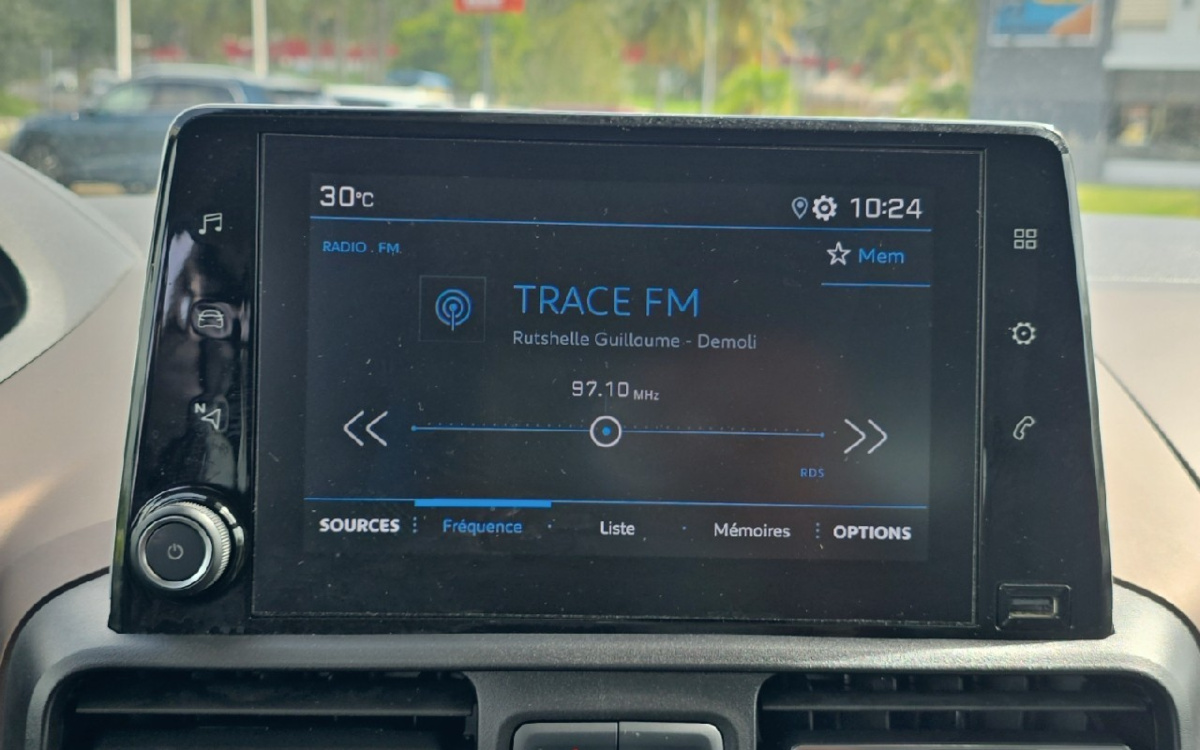 30°C
10:24
RADIO . FM
Mem
TRACE FM
Rutshelle Guillaume - Demoli
97.10 MHz
N
RDS
SOURCES Fréquence Liste Mémoires OPTIONS